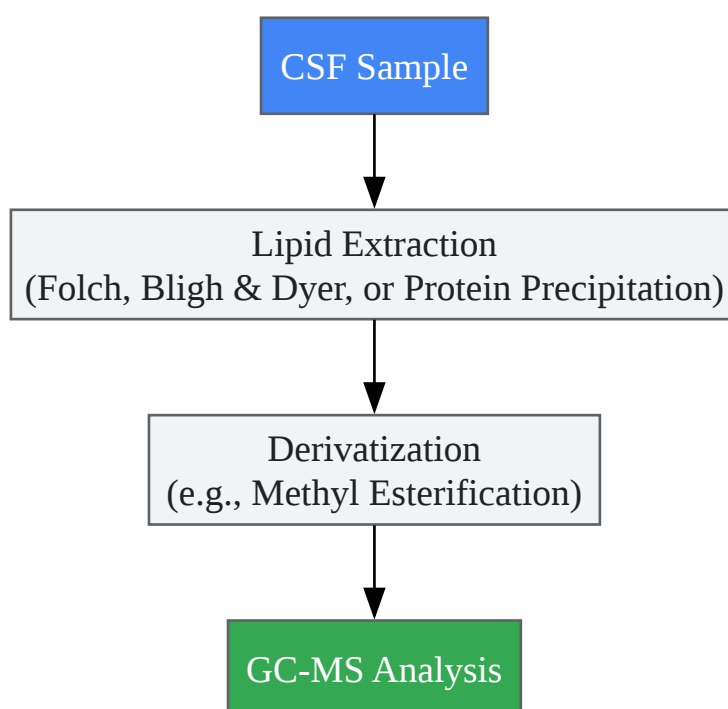 CSF Sample
Lipid Extraction
(Folch, Bligh & Dyer, or Protein Precipitation)
Derivatization
(e.g., Methyl Esterification)
GC-MS Analysis